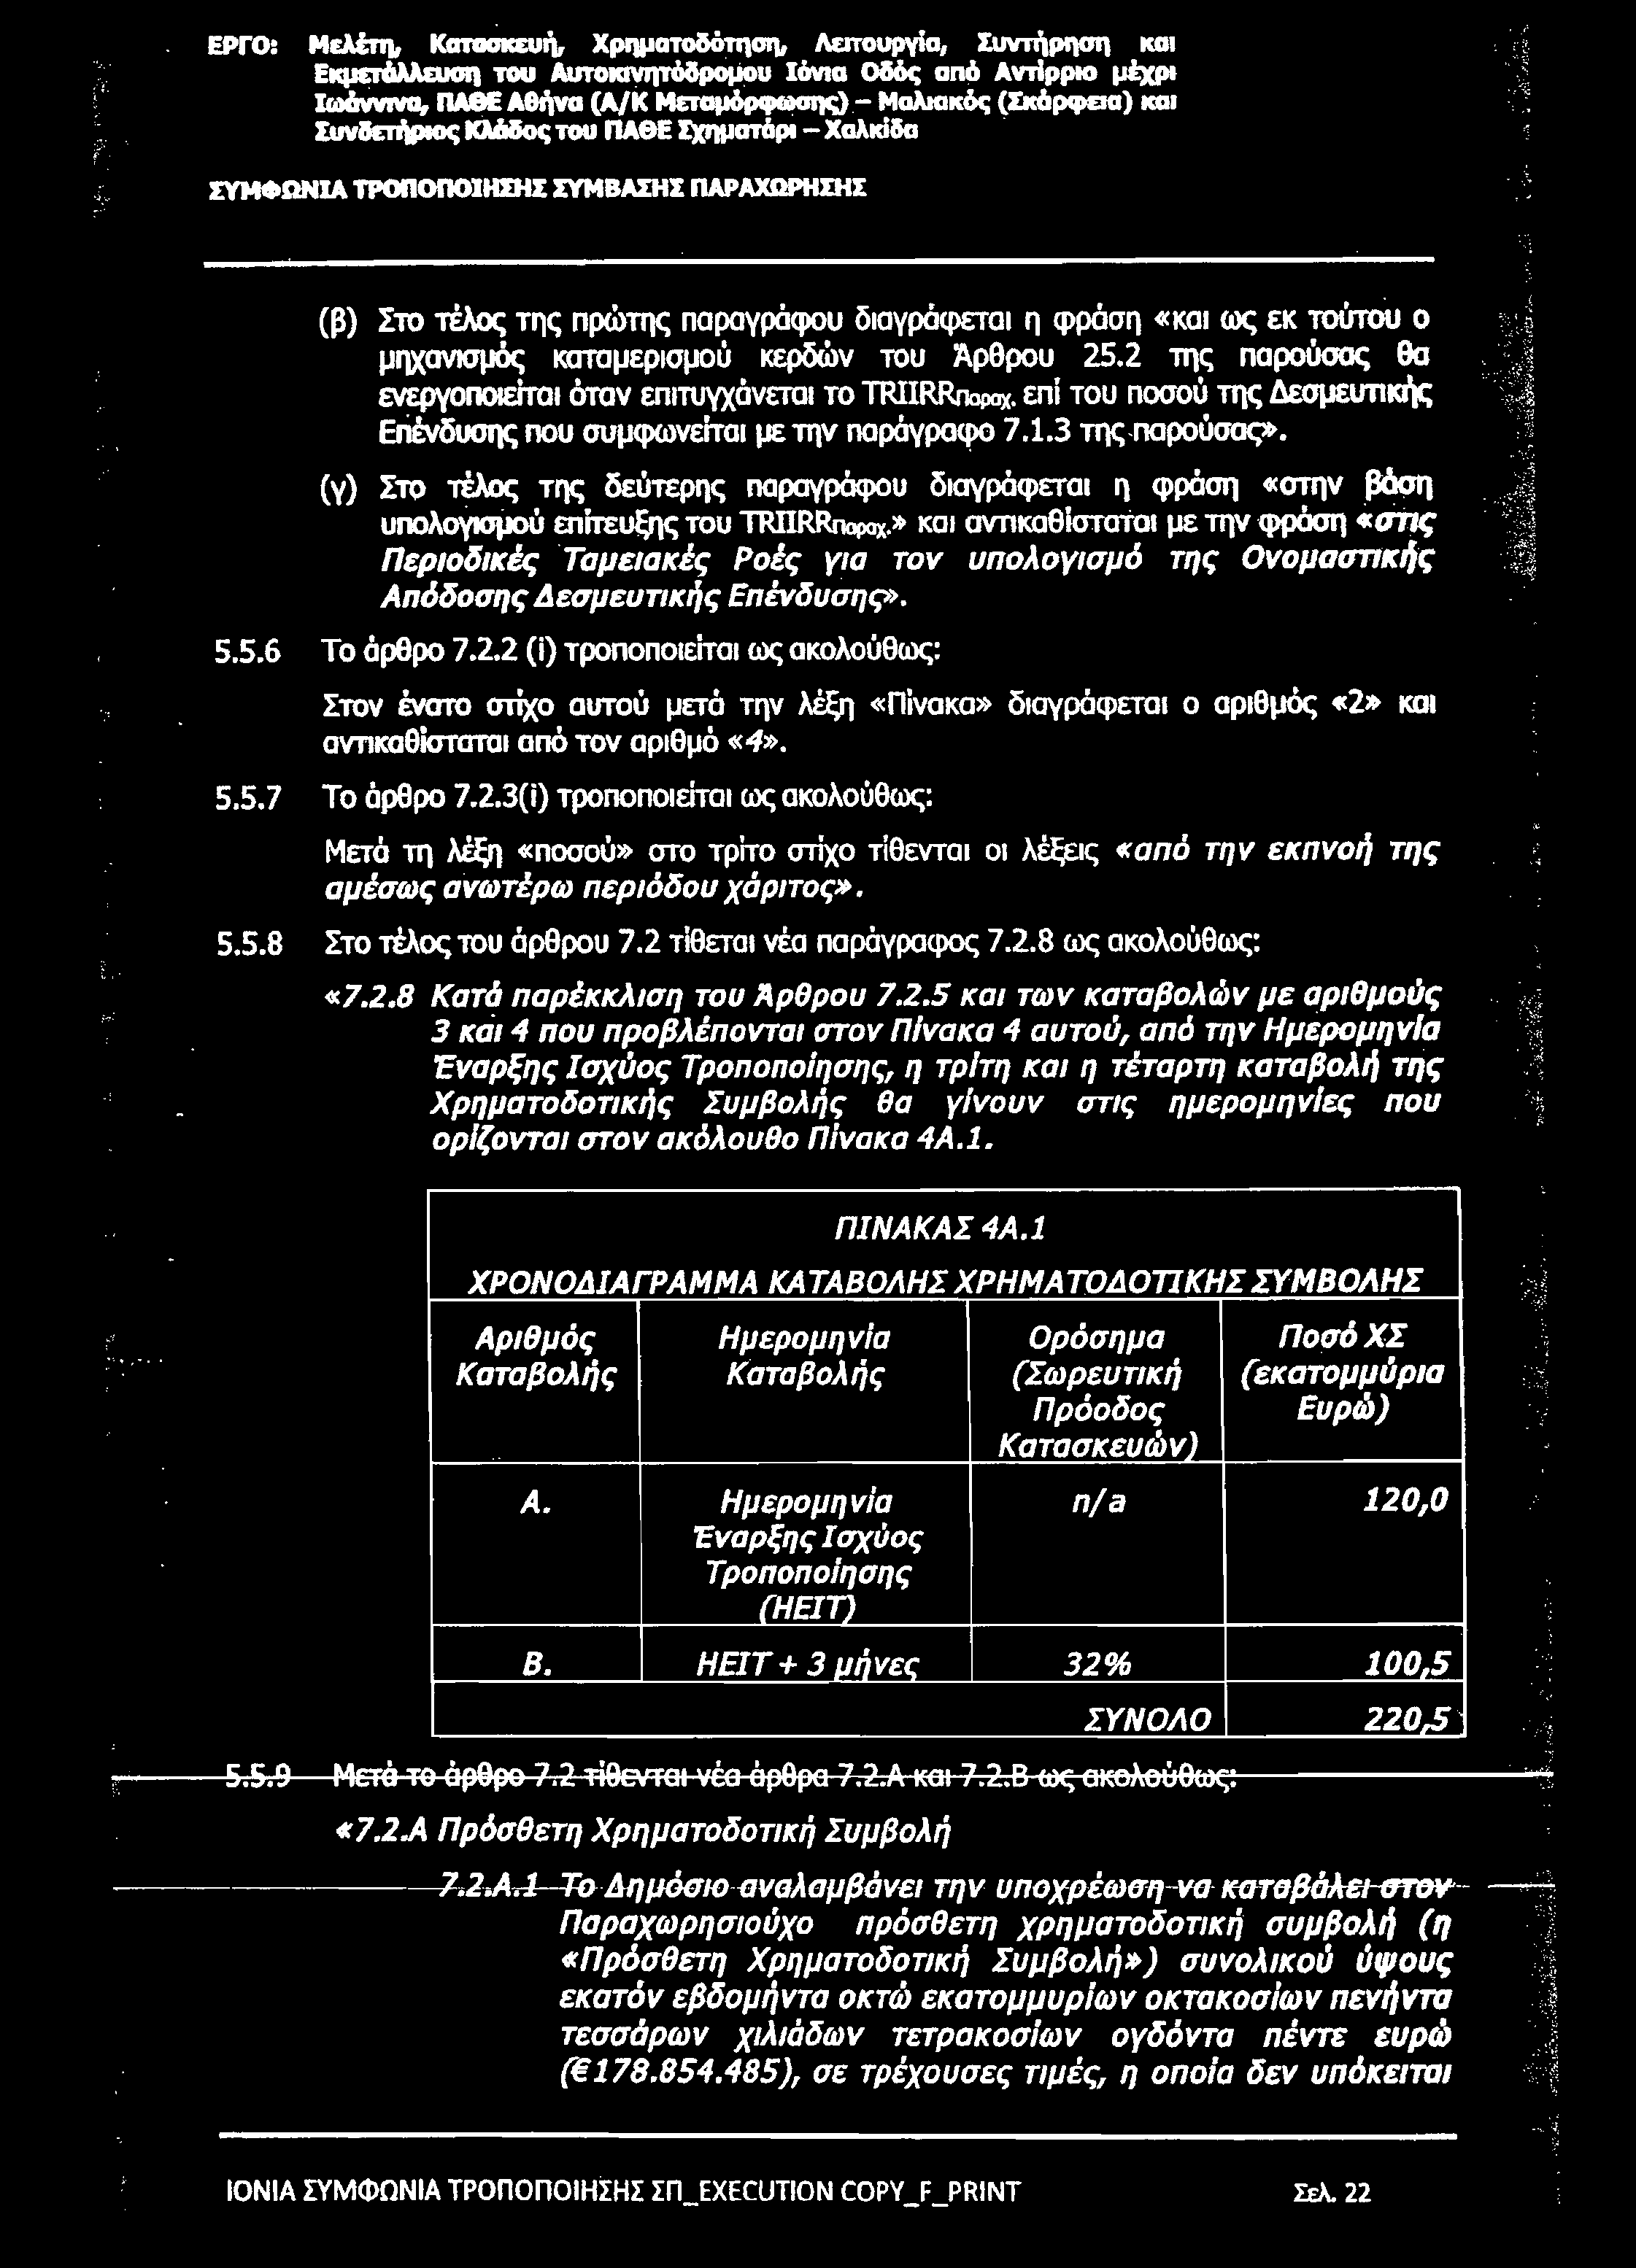 ΕΡΓΟ: Μελέτη, Κατασκευή, Χρηματοδότηση, Λειτουργία, Συντήρηση και
Εκμετάλλευση του Αυτοκινητόδρομου Ιόνια Οδός από Αντίρριο μέχρι
Ιωάννινα, ΠΑΘΕ Αθήνα (Α/Κ Μεταμόρφωσης) – Μαλιακός (Σκάρφεια) και
Συνδετήριος Κλάδος του ΠΑΘΕ Σχηματάρι – Χαλκίδα
ΣΥΜΦΩΝΙΑ ΤΡΟΠΟΠΟΙΗΣΗΣ ΣΥΜΒΑΣΗΣ ΠΑΡΑΧΩΡΗΣΗΣ
(β) Στο τέλος της πρώτης παραγράφου διαγράφεται η φράση «και ως εκ τούτου ο
μηχανισμός καταμερισμού κερδών του Άρθρου 25.2 της παρούσας θα
ενεργοποιείται όταν επιτυγχάνεται το TRIIRRΠαραχ. επί του ποσού της Δεσμευτικής
Επένδυσης που συμφωνείται με την παράγραφο 7.1.3 της παρούσας».
(γ) Στο τέλος της δεύτερης παραγράφου διαγράφεται η φράση «στην βάση
υπολογισμού επίτευξης του TRIIRRΠαραχ.» και αντικαθίσταται με την φράση «στις
Περιοδικές Ταμειακές Ροές για τον υπολογισμό της Ονομαστικής
Απόδοσης Δεσμευτικής Επένδυσης».
5.5.6 Το άρθρο 7.2.2 (i) τροποποιείται ως ακολούθως:
Στον ένατο στίχο αυτού μετά την λέξη «Πίνακα» διαγράφεται ο αριθμός «2» και
αντικαθίσταται από τον αριθμό «4».
5.5.7 Το άρθρο 7.2.3(i) τροποποιείται ως ακολούθως:
Μετά τη λέξη «ποσού» στο τρίτο στίχο τίθενται οι λέξεις «από την εκπνοή της
αμέσως ανωτέρω περιόδου χάριτος».
5.5.8 Στο τέλος του άρθρου 7.2 τίθεται νέα παράγραφος 7.2.8 ως ακολούθως:
«7.2.8 Κατά παρέκκλιση του Άρθρου 7.2.5 και των καταβολών με αριθμούς
3 και 4 που προβλέπονται στον Πίνακα 4 αυτού, από την Ημερομηνία
Έναρξης Ισχύος Τροποποίησης, η τρίτη και η τέταρτη καταβολή της
Χρηματοδοτικής Συμβολής θα γίνουν στις ημερομηνίες που
ορίζονται στον ακόλουθο Πίνακα 4Α.1.
ΠΙΝΑΚΑΣ 4Α.1
ΧΡΟΝΟΔΙΑΓΡΑΜΜΑ ΚΑΤΑΒΟΛΗΣ ΧΡΗΜΑΤΟΔΟΤΙΚΗΣ ΣΥΜΒΟΛΗΣ
Αριθμός Ημερομηνία Ορόσημα Ποσό ΧΣ
Καταβολής Καταβολής (Σωρευτική (εκατομμύρια
Πρόοδος Ευρώ)
Κατασκευών)
Α. Ημερομηνία n/a 120,0
Έναρξης Ισχύος
Τροποποίησης
(ΗΕΙΤ)
Β. ΗΕΙΤ + 3 μήνες 32% 100,5
ΣΥΝΟΛΟ 220,5
5.5.9 Μετά το άρθρο 7.2 τίθενται νέα άρθρα 7.2.Α και 7.2.Β ως ακολούθως:
«7.2.Α Πρόσθετη Χρηματοδοτική Συμβολή
7.2.Α.1 Το Δημόσιο αναλαμβάνει την υποχρέωση να καταβάλει στον
Παραχωρησιούχο πρόσθετη χρηματοδοτική συμβολή (η
«Πρόσθετη Χρηματοδοτική Συμβολή») συνολικού ύψους
εκατόν εβδομήντα οκτώ εκατομμυρίων οκτακοσίων πενήντα
τεσσάρων χιλιάδων τετρακοσίων ογδόντα πέντε ευρώ
(€178.854.485), σε τρέχουσες τιμές, η οποία δεν υπόκειται
ΙΟΝΙΑ ΣΥΜΦΩΝΙΑ ΤΡΟΠΟΠΟΙΗΣΗΣ ΣΠ_EXECUTION COPY_F_PRINT Σελ. 22